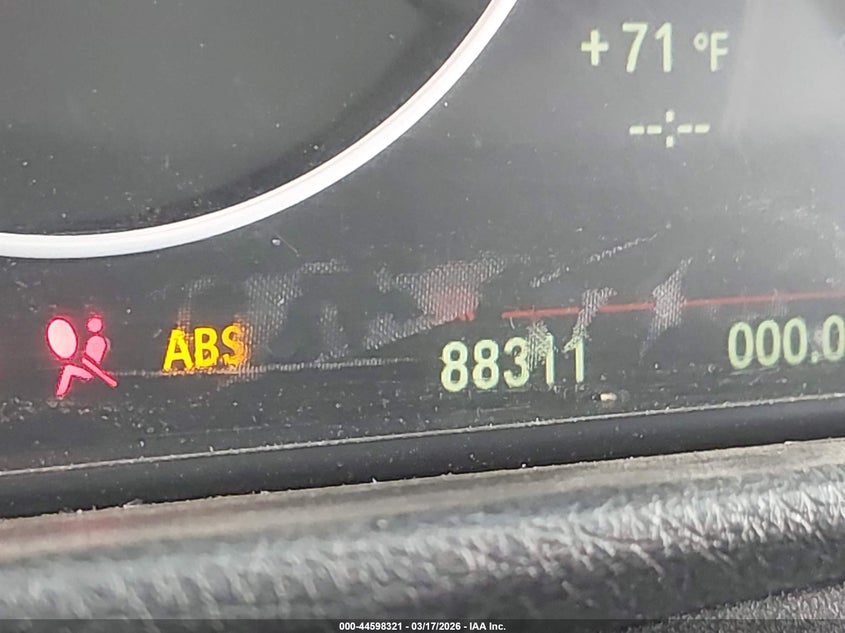 +71 °F
--:--
ABS 88311 000.0
000-44598321 - 03/17/2026 - IAA Inc.